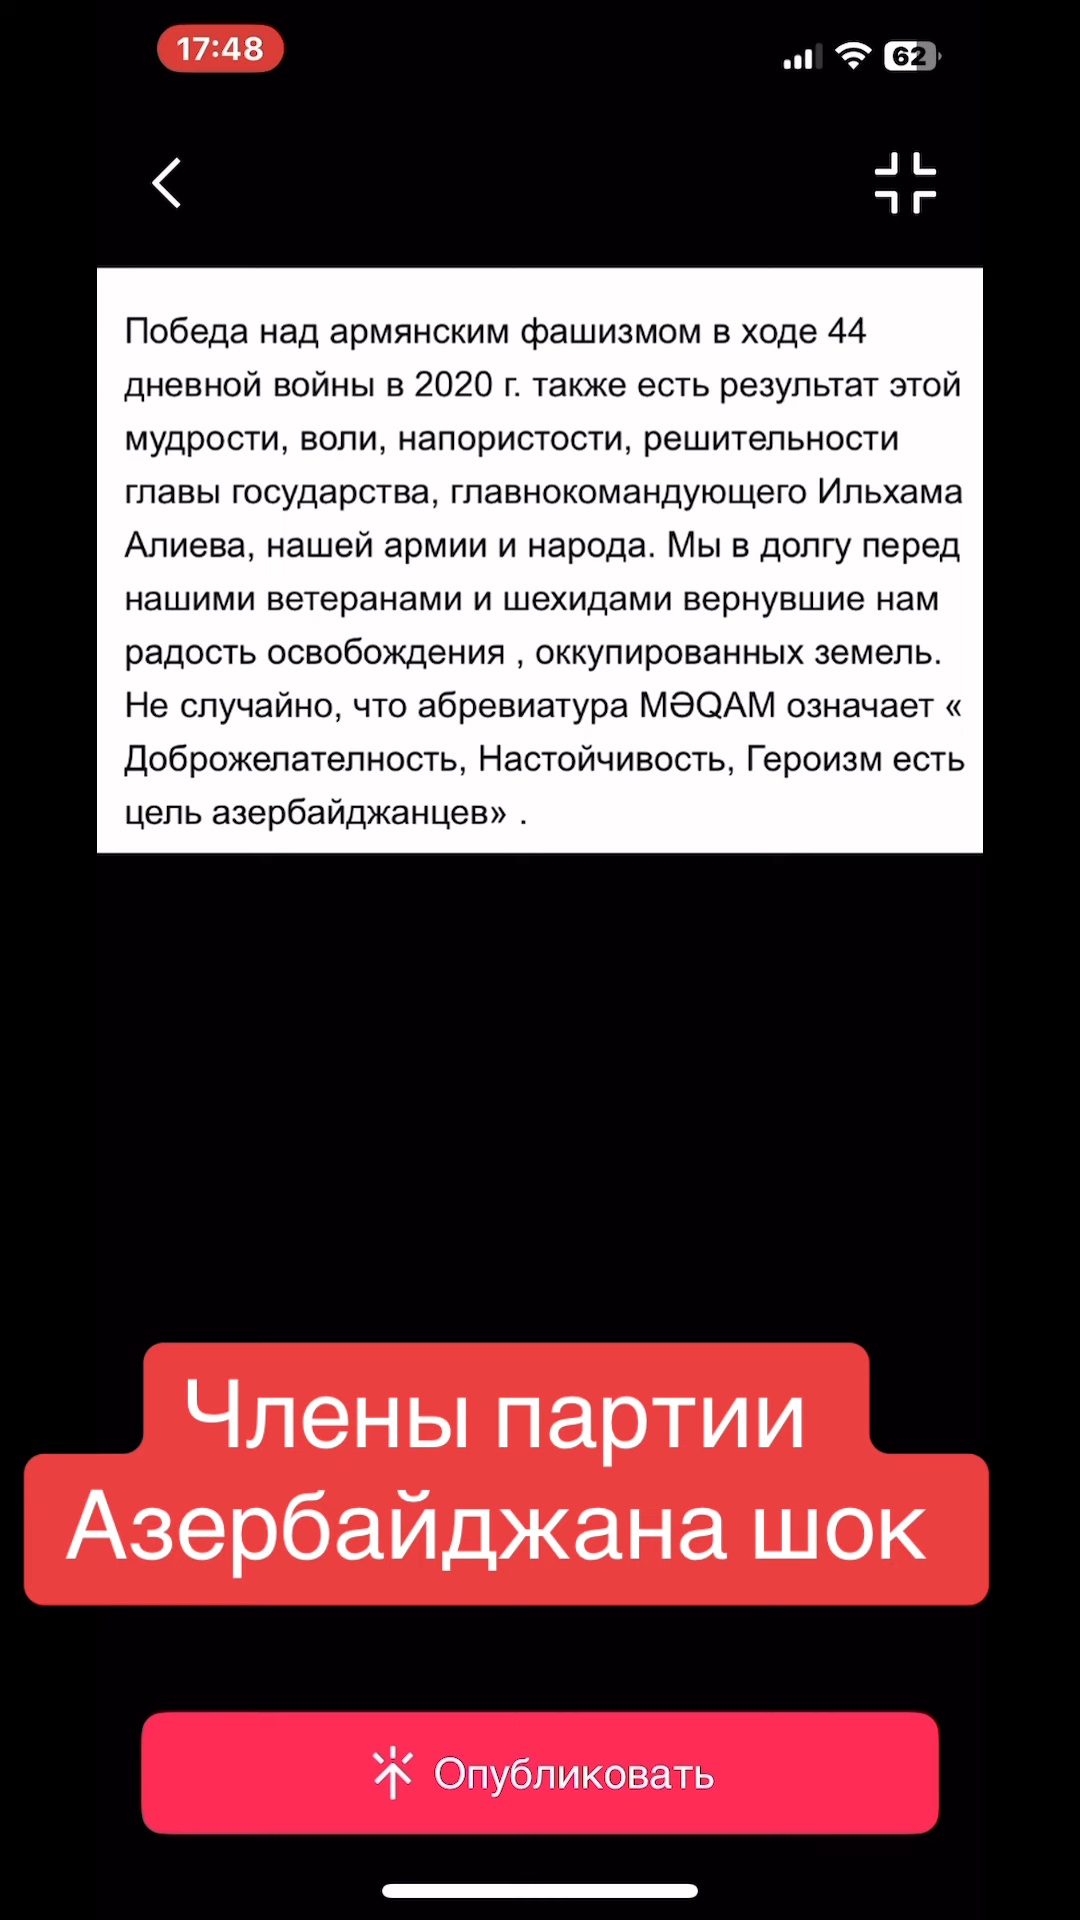 17:48
62
Победа над армянским фашизмом в ходе 44
дневной войны в 2020 г. также есть результат этой
мудрости, воли, напористости, решительности
главы государства, главнокомандующего Ильхама
Алиева, нашей армии и народа. Мы в долгу перед
нашими ветеранами и шехидами вернувшие нам
радость освобождения , оккупированных земель.
Не случайно, что абревиатура MƏQAM означает «
Доброжелателность, Настойчивость, Героизм есть
цель азербайджанцев» .
Члены партии
Азербайджана шок
Опубликовать